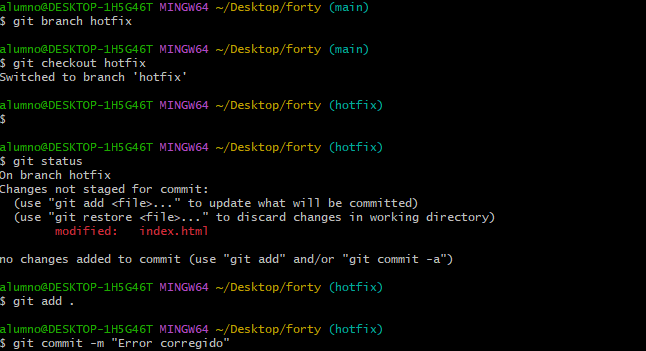 alumno@DESKTOP-1H5G46T MINGW64 ~/Desktop/forty (main)
$ git branch hotfix
alumno@DESKTOP-1H5G46T MINGW64 ~/Desktop/forty (main)
$ git checkout hotfix
Switched to branch 'hotfix'
alumno@DESKTOP-1H5G46T MINGW64 ~/Desktop/forty (hotfix)
$
alumno@DESKTOP-1H5G46T MINGW64 ~/Desktop/forty (hotfix)
$ git status
On branch hotfix
Changes not staged for commit:
  (use "git add <file>..." to update what will be committed)
  (use "git restore <file>..." to discard changes in working directory)
        modified:   index.html
no changes added to commit (use "git add" and/or "git commit -a")
alumno@DESKTOP-1H5G46T MINGW64 ~/Desktop/forty (hotfix)
$ git add .
alumno@DESKTOP-1H5G46T MINGW64 ~/Desktop/forty (hotfix)
$ git commit -m "Error corregido"